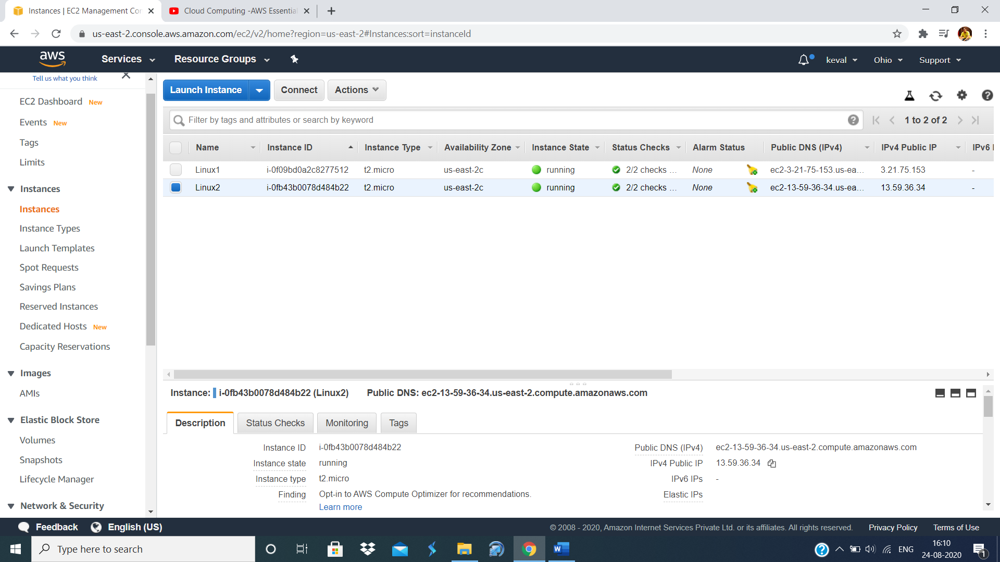 Instances | EC2 Management Con
Cloud Computing -AWS Essential
us-east-2.console.aws.amazon.com/ec2/v2/home?region=us-east-2#Instances:sort=instanceId
aws
Services
Resource Groups
keval
Ohio
Support
Tell us what you think
EC2 Dashboard New
Events New
Tags
Limits
Instances
Instances
Instance Types
Launch Templates
Spot Requests
Savings Plans
Reserved Instances
Dedicated Hosts New
Capacity Reservations
Images
AMIs
Elastic Block Store
Volumes
Snapshots
Lifecycle Manager
Network & Security
Launch Instance
Connect
Actions
Filter by tags and attributes or search by keyword
1 to 2 of 2
Name Instance ID Instance Type Availability Zone Instance State Status Checks Alarm Status Public DNS (IPv4) IPv4 Public IP IPv6
Linux1 i-0f09bd0a2c8277512 t2.micro us-east-2c running 2/2 checks ... None ec2-3-21-75-153.us-ea... 3.21.75.153 -
Linux2 i-0fb43b0078d484b22 t2.micro us-east-2c running 2/2 checks ... None ec2-13-59-36-34.us-ea... 13.59.36.34 -
Instance: i-0fb43b0078d484b22 (Linux2) Public DNS: ec2-13-59-36-34.us-east-2.compute.amazonaws.com
Description Status Checks Monitoring Tags
Instance ID i-0fb43b0078d484b22
Instance state running
Instance type t2.micro
Finding Opt-in to AWS Compute Optimizer for recommendations.
Learn more
Public DNS (IPv4) ec2-13-59-36-34.us-east-2.compute.amazonaws.com
IPv4 Public IP 13.59.36.34
IPv6 IPs -
Elastic IPs
Feedback
English (US)
© 2008 - 2020, Amazon Internet Services Private Ltd. or its affiliates. All rights reserved.
Privacy Policy
Terms of Use
Type here to search
ENG
16:10
24-08-2020
1